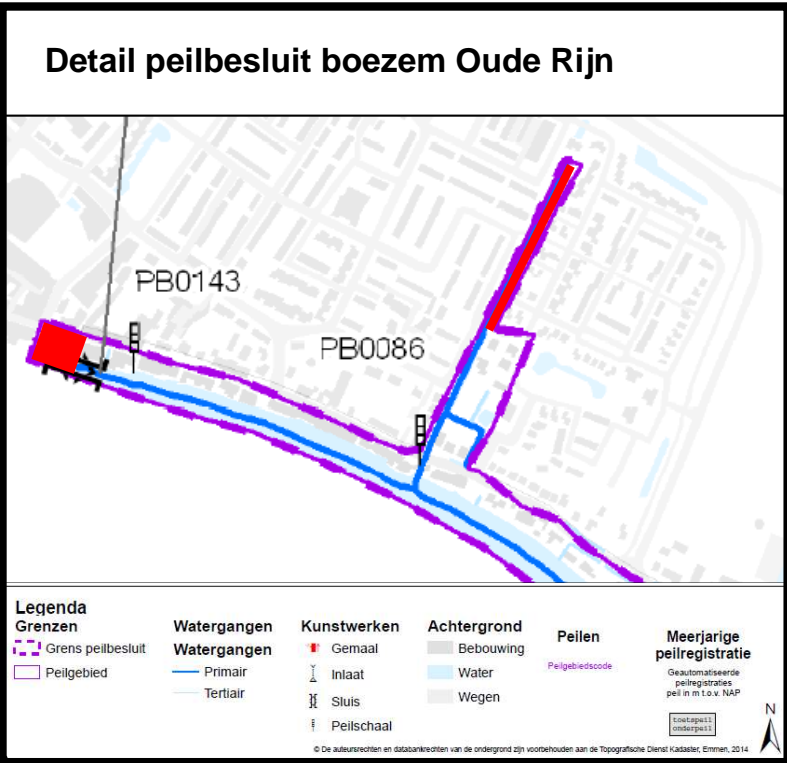 Detail peilbesluit boezem Oude Rijn
PB0143
PB0086
Legenda
Grenzen
Grens peilbesluit
Peilgebied
Watergangen
Watergangen
Primair
Tertiair
Kunstwerken
Gemaal
Inlaat
Sluis
Peilschaal
Achtergrond
Bebouwing
Water
Wegen
Peilen
Peilgebiedscode
Meerjarige
peilregistratie
Geautomatiseerde
peilregistraties
peil in m t.o.v. NAP
toetspeil
onderpeil
N
© De auteursrechten en databankrechten van de ondergrond zijn voorbehouden aan de Topografische Dienst Kadaster, Emmen, 2014